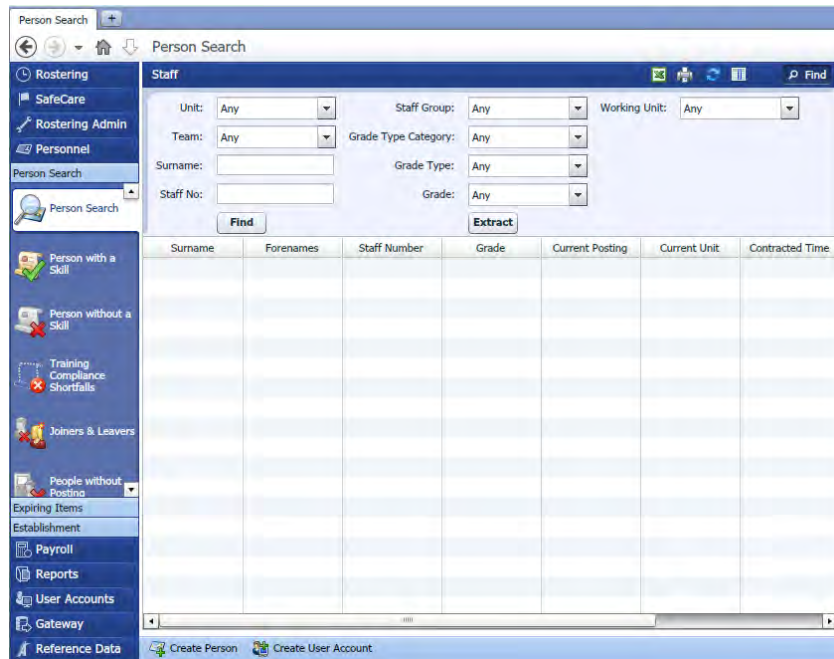 Person Search +
Person Search
Rostering
SafeCare
Rostering Admin
Personnel
Person Search
Person Search
Person with a
Skill
Person without a
Skill
Training
Compliance
Shortfalls
Joiners & Leavers
People without
Posting
Expiring Items
Establishment
Payroll
Reports
User Accounts
Gateway
Reference Data
Staff Find
Unit: Any Staff Group: Any Working Unit: Any
Team: Any Grade Type Category: Any
Surname: Grade Type: Any
Staff No: Grade: Any
Find Extract
Surname Forenames Staff Number Grade Current Posting Current Unit Contracted Time
Create Person Create User Account